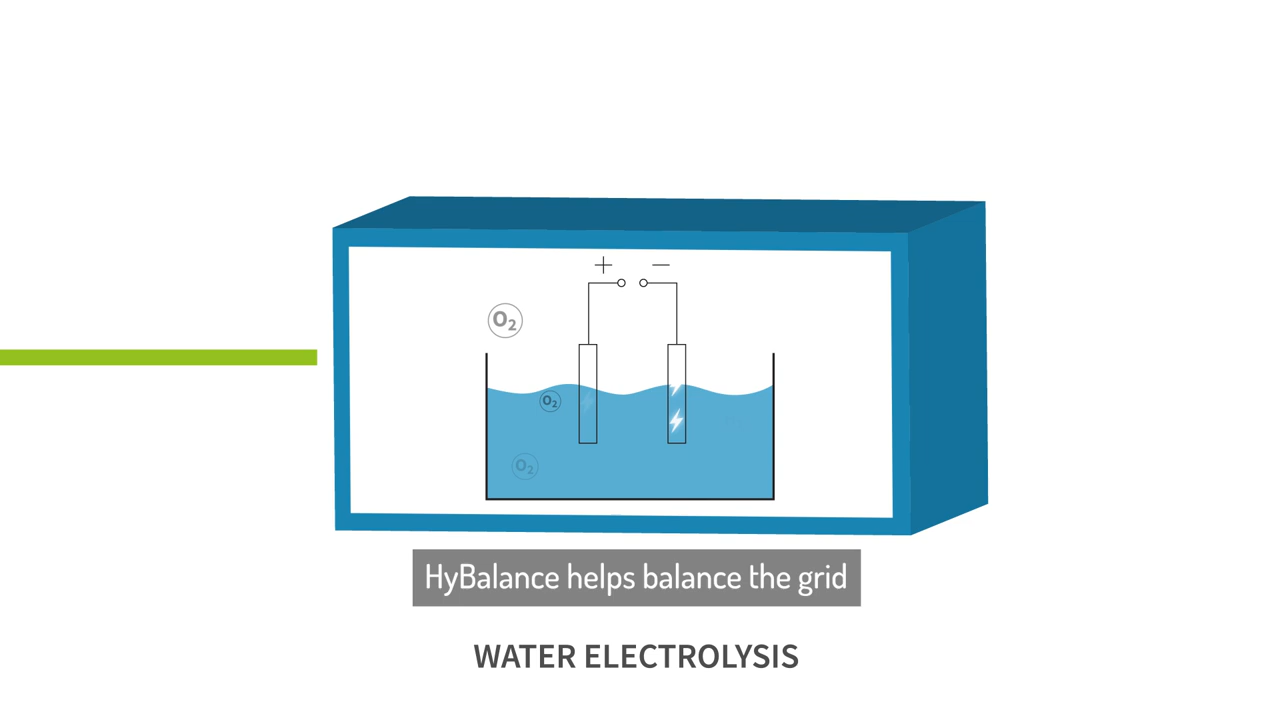 + −
O₂
O₂
O₂
HyBalance helps balance the grid
WATER ELECTROLYSIS